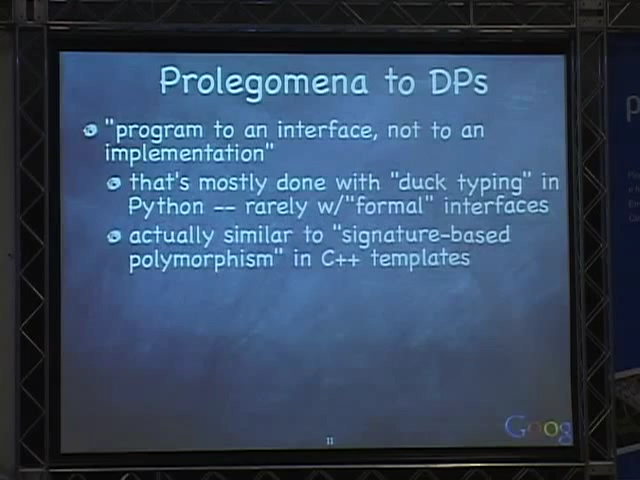 Prolegomena to DPs
"program to an interface, not to an
implementation"
that's mostly done with "duck typing" in
Python -- rarely w/"formal" interfaces
actually similar to "signature-based
polymorphism" in C++ templates
Goog
11